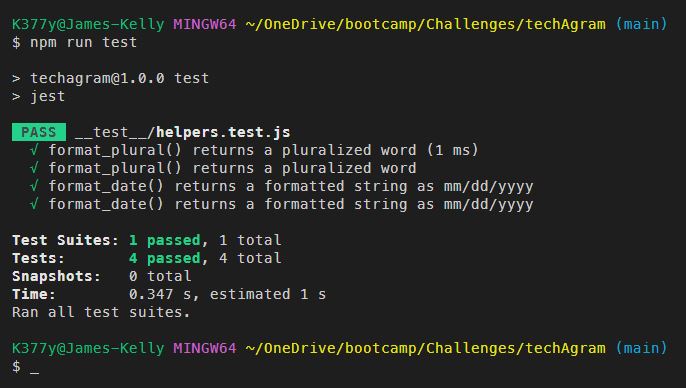 K377y@James-Kelly MINGW64 ~/OneDrive/bootcamp/Challenges/techAgram (main)
$ npm run test
> techagram@1.0.0 test
> jest
PASS __test__/helpers.test.js
√ format_plural() returns a pluralized word (1 ms)
√ format_plural() returns a pluralized word
√ format_date() returns a formatted string as mm/dd/yyyy
√ format_date() returns a formatted string as mm/dd/yyyy
Test Suites: 1 passed, 1 total
Tests: 4 passed, 4 total
Snapshots: 0 total
Time: 0.347 s, estimated 1 s
Ran all test suites.
K377y@James-Kelly MINGW64 ~/OneDrive/bootcamp/Challenges/techAgram (main)
$ _